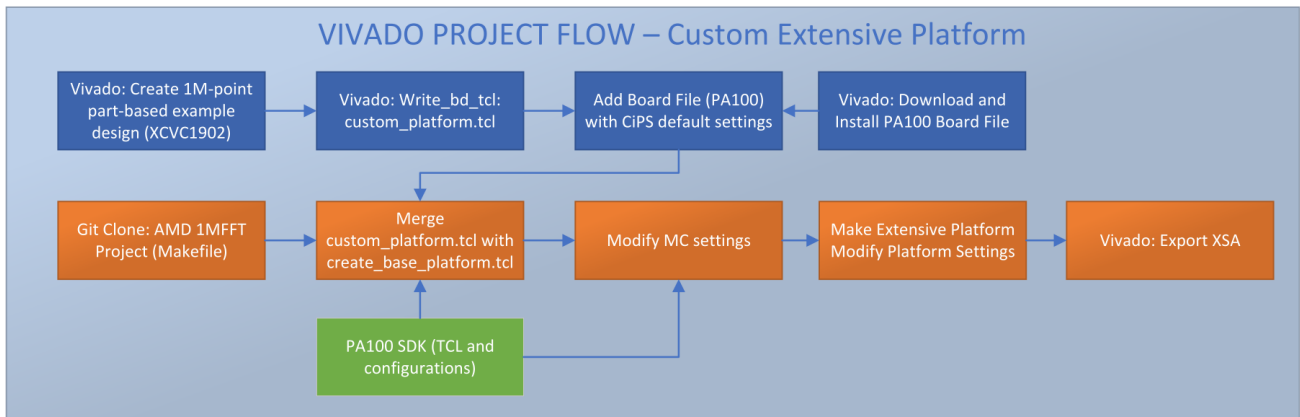 VIVADO PROJECT FLOW – Custom Extensive Platform
Vivado: Create 1M-point
part-based example
design (XCVC1902)
Vivado: Write_bd_tcl:
custom_platform.tcl
Add Board File (PA100)
with CiPS default settings
Vivado: Download and
Install PA100 Board File
Git Clone: AMD 1MFFT
Project (Makefile)
Merge
custom_platform.tcl with
create_base_platform.tcl
Modify MC settings
Make Extensive Platform
Modify Platform Settings
Vivado: Export XSA
PA100 SDK (TCL and
configurations)